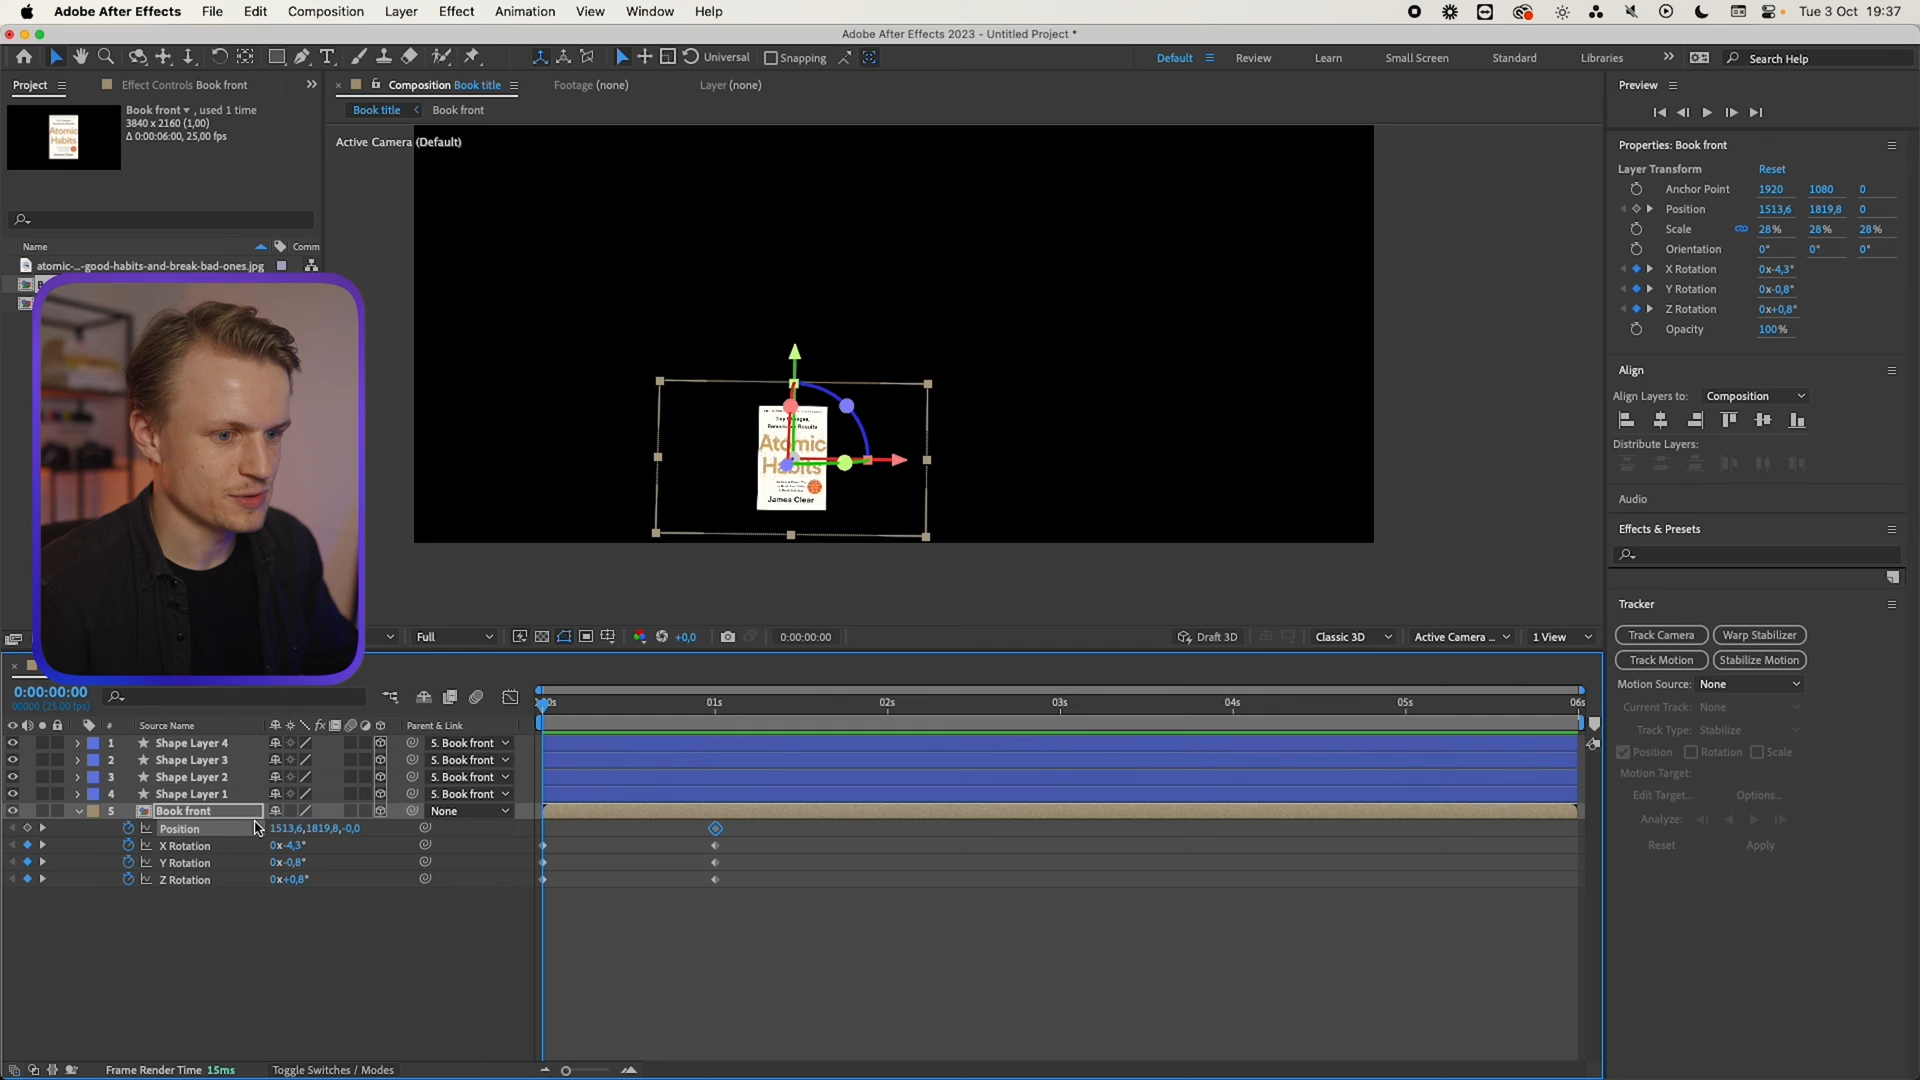 Adobe After Effects File Edit Composition Layer Effect Animation View Window Help Tue 3 Oct 19:37
Adobe After Effects 2023 - Untitled Project *
Universal Snapping Default Review Learn Small Screen Standard Libraries Search Help
Project Effect Controls Book front
Composition Book title Footage (none) Layer (none)
Book title Book front
Book front , used 1 time
3840 x 2160 (1,00)
Δ 0:00:06:00, 25,00 fps
Active Camera (Default)
Name Comm
atomic-...-good-habits-and-break-bad-ones.jpg
Atomic
Habits
James Clear
Preview
Properties: Book front
Layer Transform Reset
Anchor Point 1920 1080 0
Position 1513,6 1819,8 0
Scale 28% 28% 28%
Orientation 0° 0° 0°
X Rotation 0x-4,3°
Y Rotation 0x-0,8°
Z Rotation 0x+0,8°
Opacity 100%
Align
Align Layers to: Composition
Distribute Layers:
Audio
Effects & Presets
Tracker
Track Camera Warp Stabilizer
Track Motion Stabilize Motion
Motion Source: None
Current Track: None
Track Type: Stabilize
Position Rotation Scale
Motion Target:
Edit Target... Options...
Analyze:
Reset Apply
Full +0,0 0:00:00:00 Draft 3D Classic 3D Active Camera ... 1 View
0:00:00:00
00000 (25.00 fps)
01s 02s 03s 04s 05s 06s
# Source Name fx Parent & Link
1 Shape Layer 4 5. Book front
2 Shape Layer 3 5. Book front
3 Shape Layer 2 5. Book front
4 Shape Layer 1 5. Book front
5 Book front None
Position 1513,6,1819,8,-0,0
X Rotation 0x-4,3°
Y Rotation 0x-0,8°
Z Rotation 0x+0,8°
Frame Render Time 15ms Toggle Switches / Modes